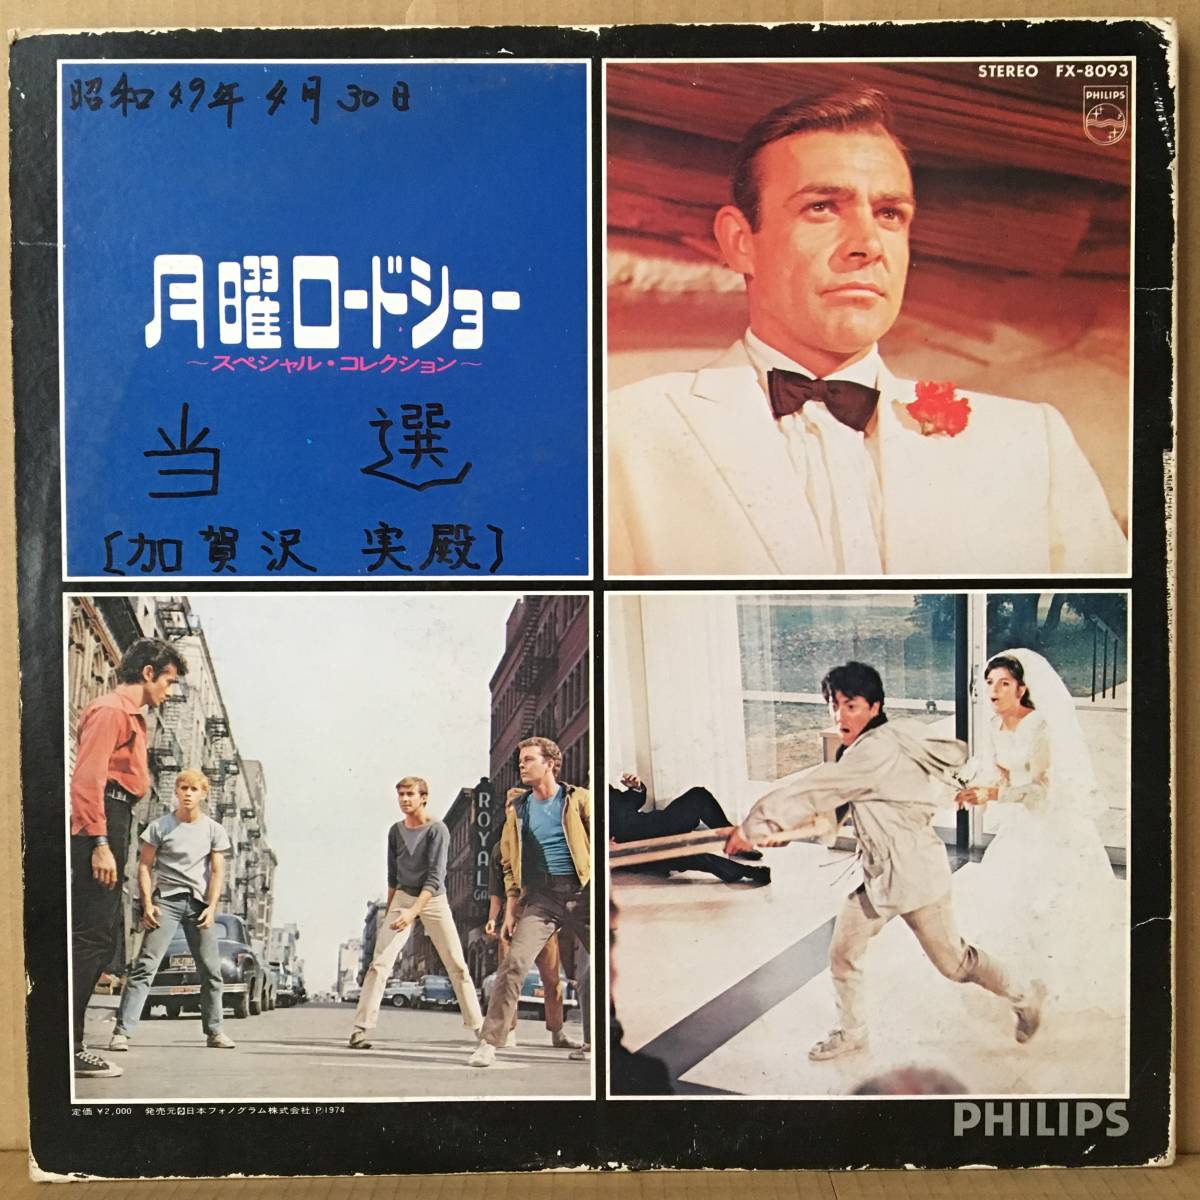 昭和49年4月30日
月曜ロードショー
~スペシャル・コレクション~
当選
[加賀沢 実殿]
STEREO FX-8093
PHILIPS
ROYAL
定価 ¥2,000 発売元 日本フォノグラム株式会社 Ⓟ1974
PHILIPS